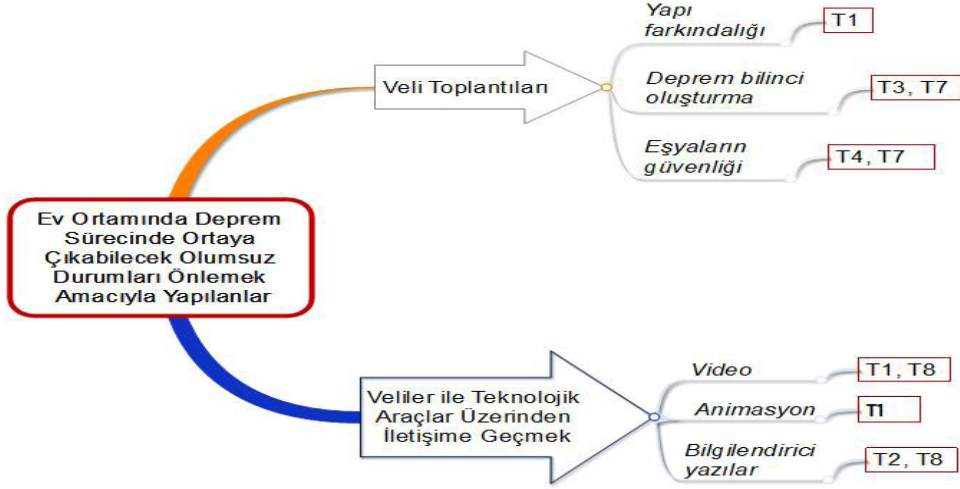 Yapı
farkındalığı
T1
Veli Toplantıları
Deprem bilinci
oluşturma
T3, T7
Eşyaların
güvenliği
T4, T7
Ev Ortamında Deprem
Sürecinde Ortaya
Çıkabilecek Olumsuz
Durumları Önlemek
Amacıyla Yapılanlar
Veliler ile Teknolojik
Araçlar Üzerinden
İletişime Geçmek
Video
T1, T8
Animasyon
T1
Bilgilendirici
yazılar
T2, T8